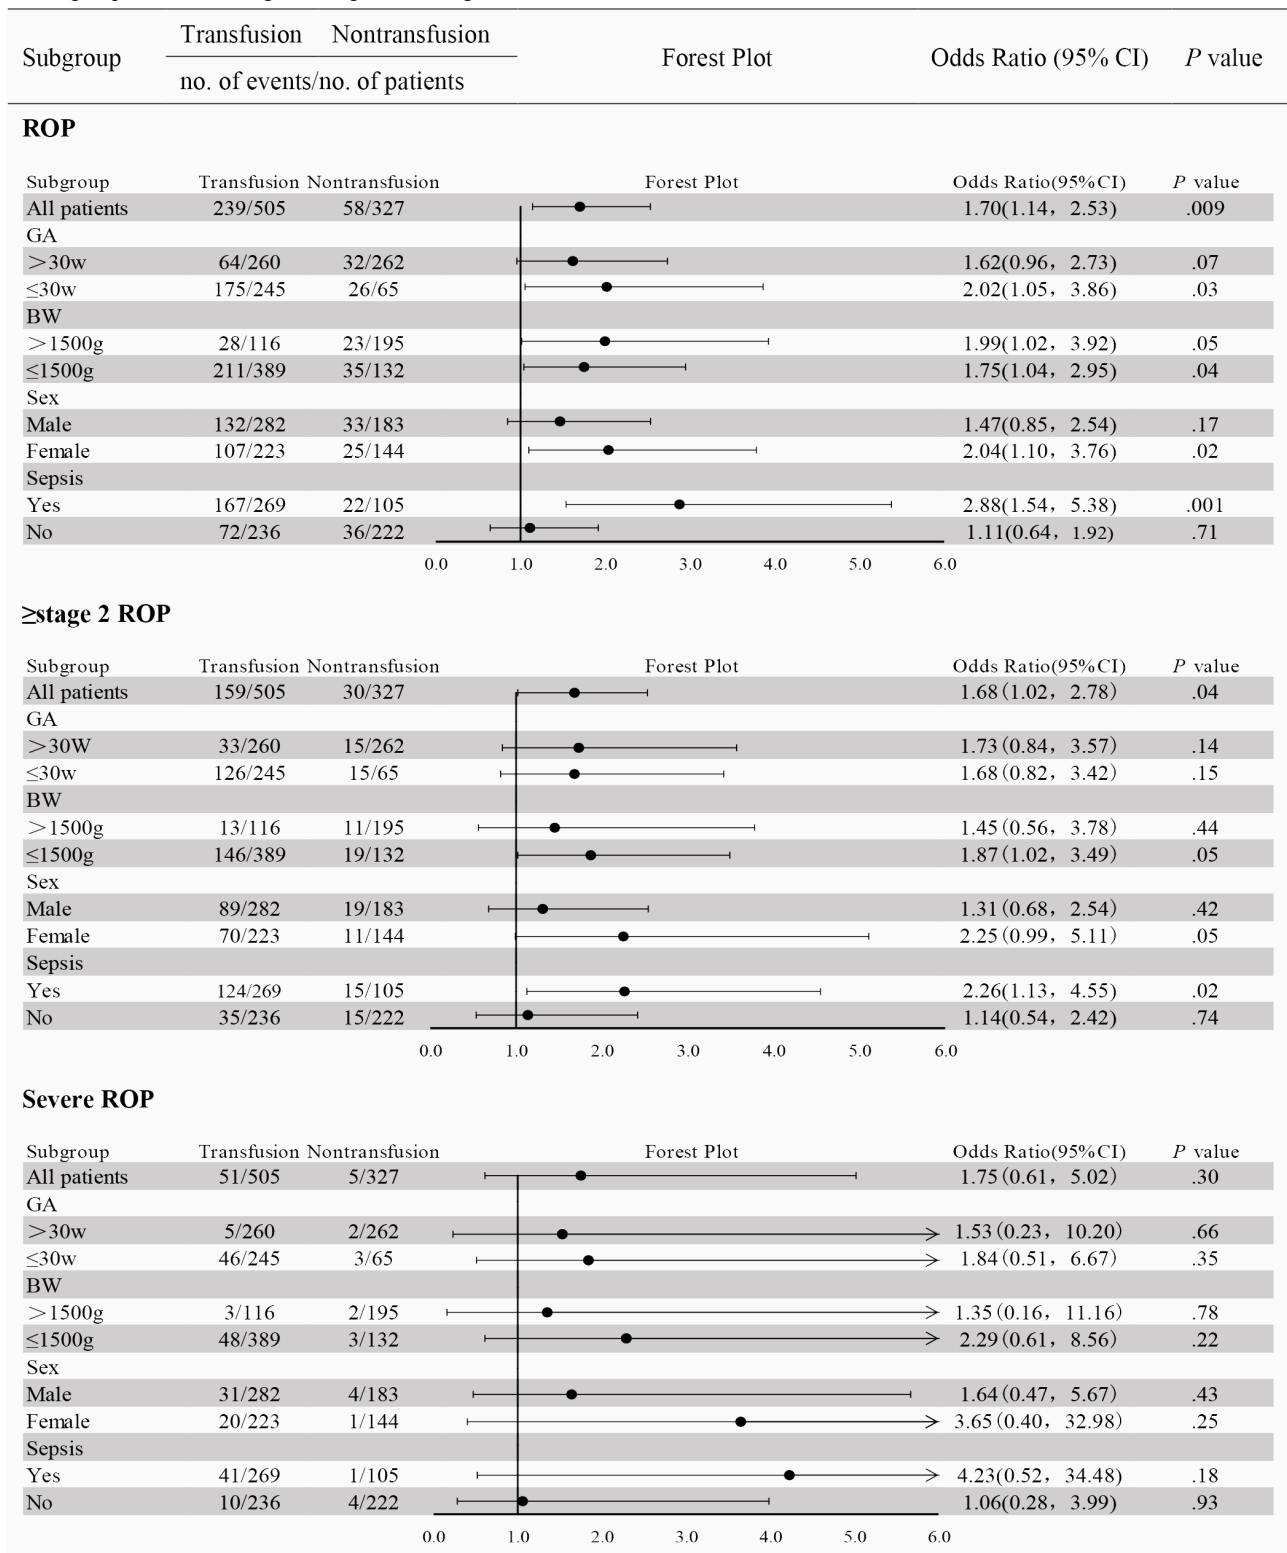 Subgroup Transfusion Nontransfusion Forest Plot Odds Ratio (95% CI) P value
no. of events/no. of patients
ROP
Subgroup Transfusion Nontransfusion Forest Plot Odds Ratio(95%CI) P value
All patients 239/505 58/327 1.70(1.14, 2.53) .009
GA
>30w 64/260 32/262 1.62(0.96, 2.73) .07
≤30w 175/245 26/65 2.02(1.05, 3.86) .03
BW
>1500g 28/116 23/195 1.99(1.02, 3.92) .05
≤1500g 211/389 35/132 1.75(1.04, 2.95) .04
Sex
Male 132/282 33/183 1.47(0.85, 2.54) .17
Female 107/223 25/144 2.04(1.10, 3.76) .02
Sepsis
Yes 167/269 22/105 2.88(1.54, 5.38) .001
No 72/236 36/222 1.11(0.64, 1.92) .71
0.0 1.0 2.0 3.0 4.0 5.0 6.0
≥stage 2 ROP
Subgroup Transfusion Nontransfusion Forest Plot Odds Ratio(95%CI) P value
All patients 159/505 30/327 1.68(1.02, 2.78) .04
GA
>30W 33/260 15/262 1.73(0.84, 3.57) .14
≤30w 126/245 15/65 1.68(0.82, 3.42) .15
BW
>1500g 13/116 11/195 1.45(0.56, 3.78) .44
≤1500g 146/389 19/132 1.87(1.02, 3.49) .05
Sex
Male 89/282 19/183 1.31(0.68, 2.54) .42
Female 70/223 11/144 2.25(0.99, 5.11) .05
Sepsis
Yes 124/269 15/105 2.26(1.13, 4.55) .02
No 35/236 15/222 1.14(0.54, 2.42) .74
0.0 1.0 2.0 3.0 4.0 5.0 6.0
Severe ROP
Subgroup Transfusion Nontransfusion Forest Plot Odds Ratio(95%CI) P value
All patients 51/505 5/327 1.75(0.61, 5.02) .30
GA
>30w 5/260 2/262 1.53(0.23, 10.20) .66
≤30w 46/245 3/65 1.84(0.51, 6.67) .35
BW
>1500g 3/116 2/195 1.35(0.16, 11.16) .78
≤1500g 48/389 3/132 2.29(0.61, 8.56) .22
Sex
Male 31/282 4/183 1.64(0.47, 5.67) .43
Female 20/223 1/144 3.65(0.40, 32.98) .25
Sepsis
Yes 41/269 1/105 4.23(0.52, 34.48) .18
No 10/236 4/222 1.06(0.28, 3.99) .93
0.0 1.0 2.0 3.0 4.0 5.0 6.0